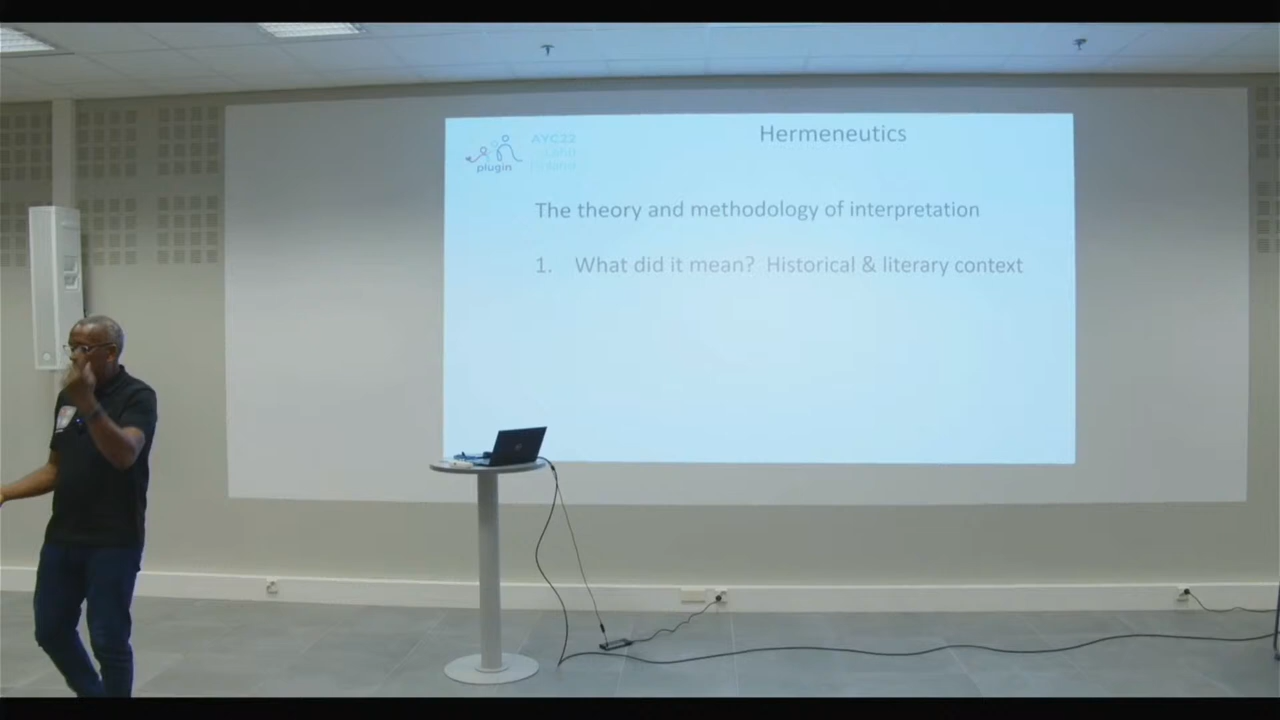 Hermeneutics
AYC22
plugin
The theory and methodology of interpretation
1. What did it mean? Historical & literary context